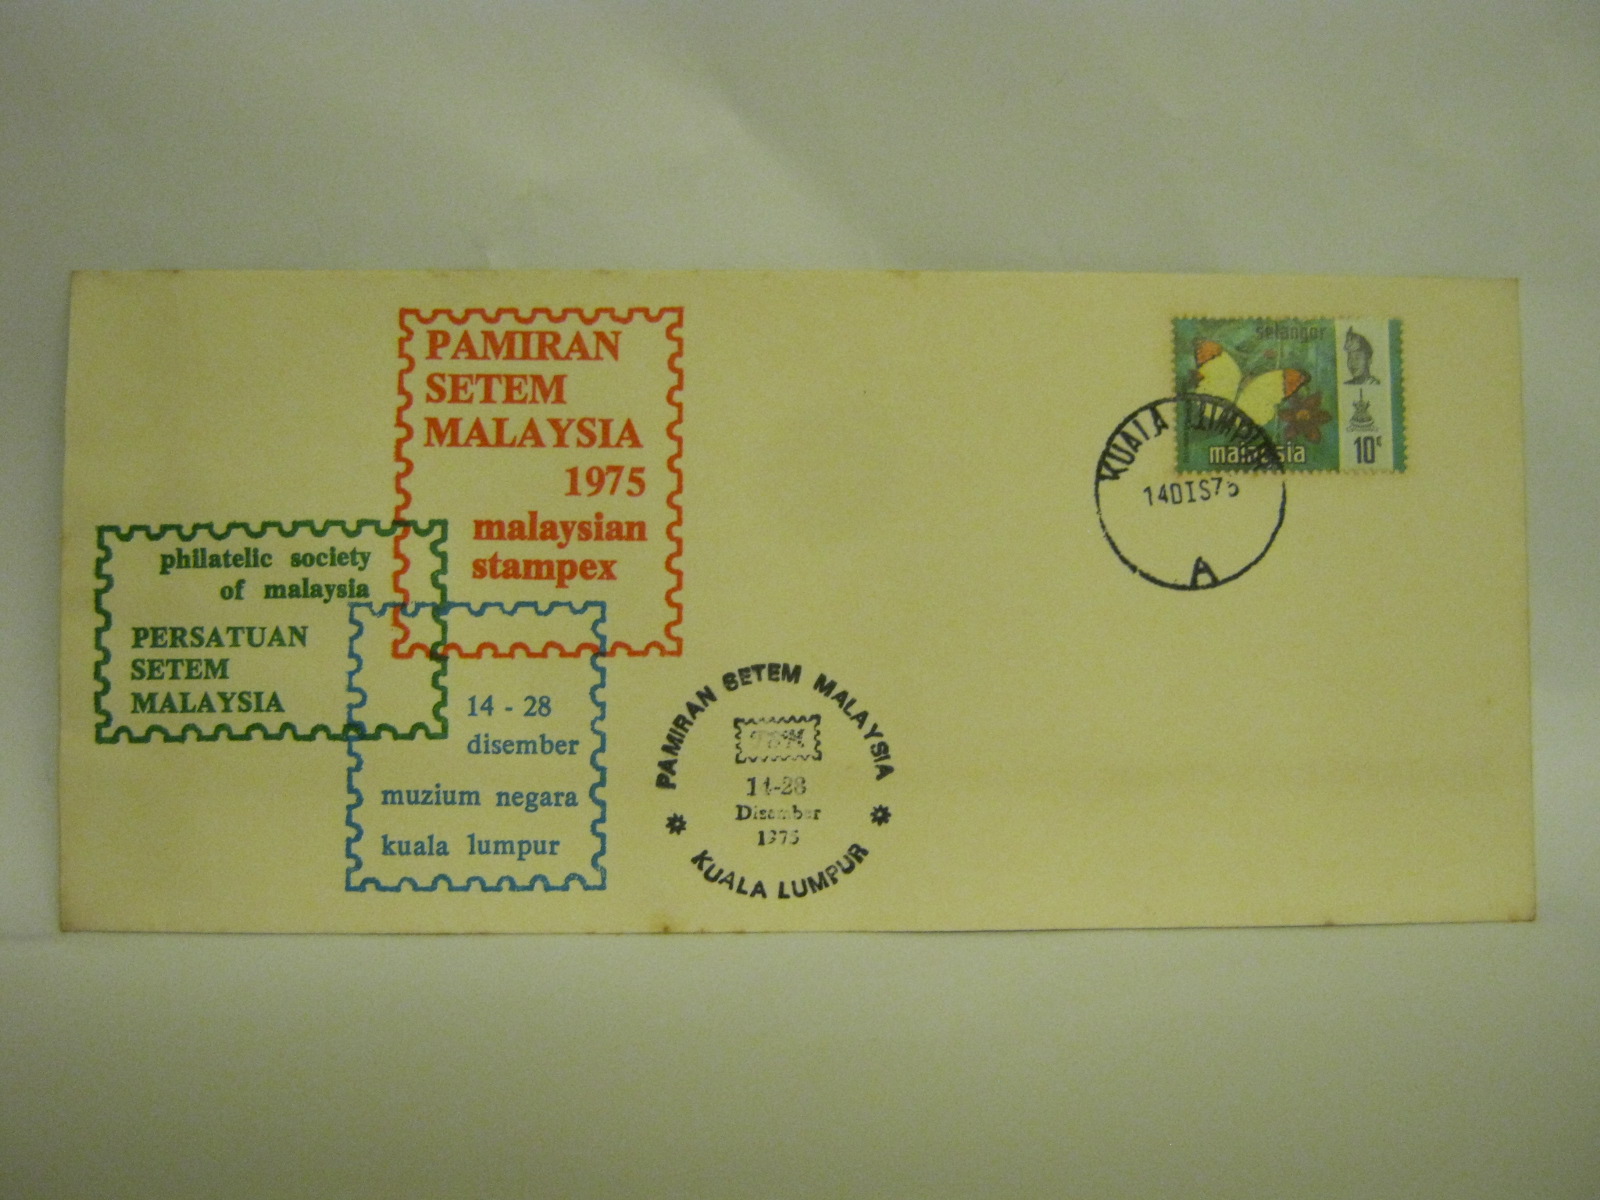 PAMIRAN
SETEM
MALAYSIA
1975
malaysian
stampex
philatelic society
of malaysia
PERSATUAN
SETEM
MALAYSIA
14 - 28
disember
muzium negara
kuala lumpur
PAMIRAN SETEM MALAYSIA
14-28
Disember
1975
KUALA LUMPUR
selangor
malaysia
10c
KUALA LUMPUR
14DIS75
A